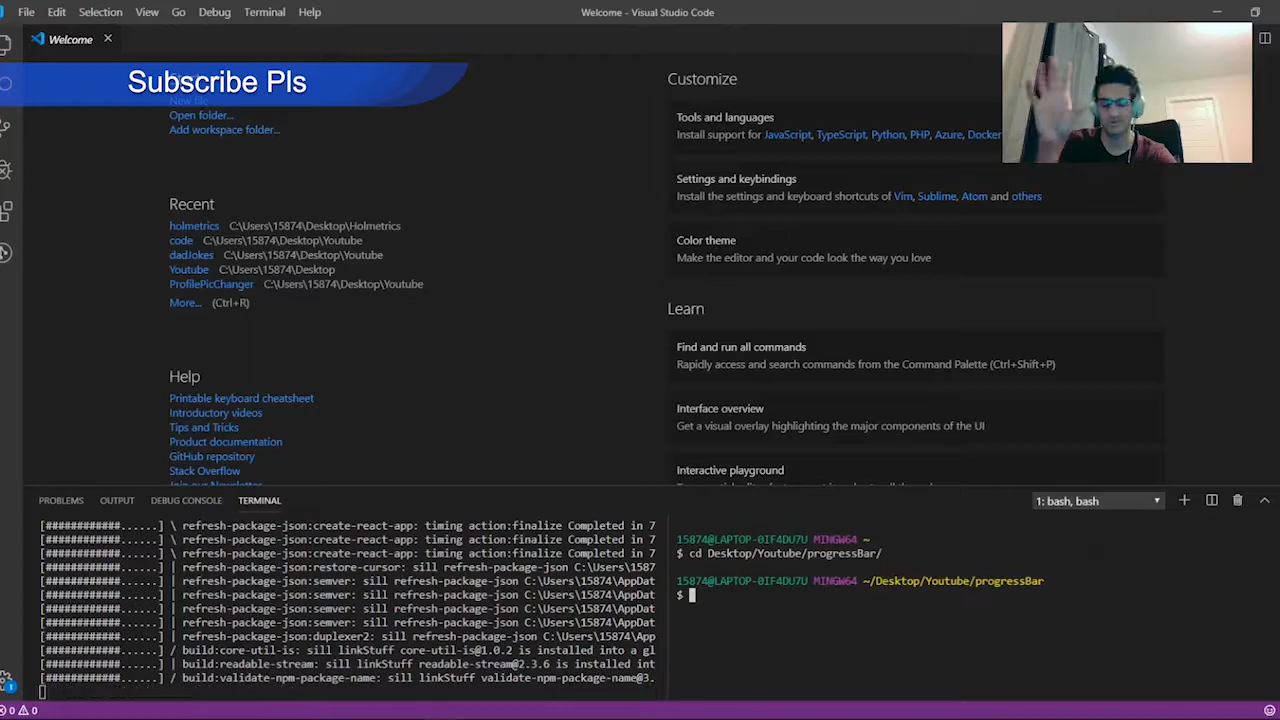 File Edit Selection View Go Debug Terminal Help
Welcome - Visual Studio Code
Welcome
Subscribe Pls
New file
Open folder...
Add workspace folder...
Recent
holmetrics C:\Users\15874\Desktop\Holmetrics
code C:\Users\15874\Desktop\Youtube
dadJokes C:\Users\15874\Desktop\Youtube
Youtube C:\Users\15874\Desktop
ProfilePicChanger C:\Users\15874\Desktop\Youtube
More... (Ctrl+R)
Help
Printable keyboard cheatsheet
Introductory videos
Tips and Tricks
Product documentation
GitHub repository
Stack Overflow
Join our Newsletter
Customize
Tools and languages
Install support for JavaScript, TypeScript, Python, PHP, Azure, Docker
Settings and keybindings
Install the settings and keyboard shortcuts of Vim, Sublime, Atom and others
Color theme
Make the editor and your code look the way you love
Learn
Find and run all commands
Rapidly access and search commands from the Command Palette (Ctrl+Shift+P)
Interface overview
Get a visual overlay highlighting the major components of the UI
Interactive playground
PROBLEMS OUTPUT DEBUG CONSOLE TERMINAL
1: bash, bash
[############......] \ refresh-package-json:create-react-app: timing action:finalize Completed in 7
[############......] \ refresh-package-json:create-react-app: timing action:finalize Completed in 7
[############......] \ refresh-package-json:create-react-app: timing action:finalize Completed in 7
[############......] | refresh-package-json:restore-cursor: sill refresh-package-json C:\Users\1587
[############......] | refresh-package-json:semver: sill refresh-package-json C:\Users\15874\AppDat
[############......] | refresh-package-json:semver: sill refresh-package-json C:\Users\15874\AppDat
[############......] | refresh-package-json:semver: sill refresh-package-json C:\Users\15874\AppDat
[############......] | refresh-package-json:semver: sill refresh-package-json C:\Users\15874\AppDat
[############......] | refresh-package-json:duplexer2: sill refresh-package-json C:\Users\15874\App
[############......] / build:core-util-is: sill linkStuff core-util-is@1.0.2 is installed into a gl
[############......] | build:readable-stream: sill linkStuff readable-stream@2.3.6 is installed int
[############......] / build:validate-npm-package-name: sill linkStuff validate-npm-package-name@3.
15874@LAPTOP-0IF4DU7U MINGW64 ~
$ cd Desktop/Youtube/progressBar/
15874@LAPTOP-0IF4DU7U MINGW64 ~/Desktop/Youtube/progressBar
$
1
0 0